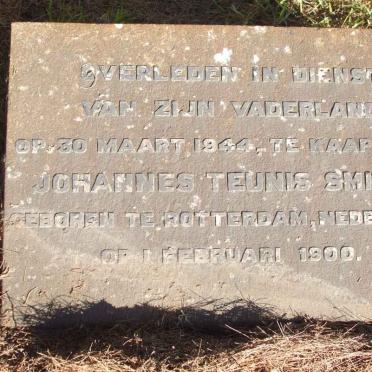 OVERLEDEN IN DIENST
VAN ZIJN VADERLAND
OP 30 MAART 1944, TE KAAP
JOHANNES TEUNIS SMI
GEBOREN TE ROTTERDAM, NEDE
OP 1 FEBRUARI 1900.